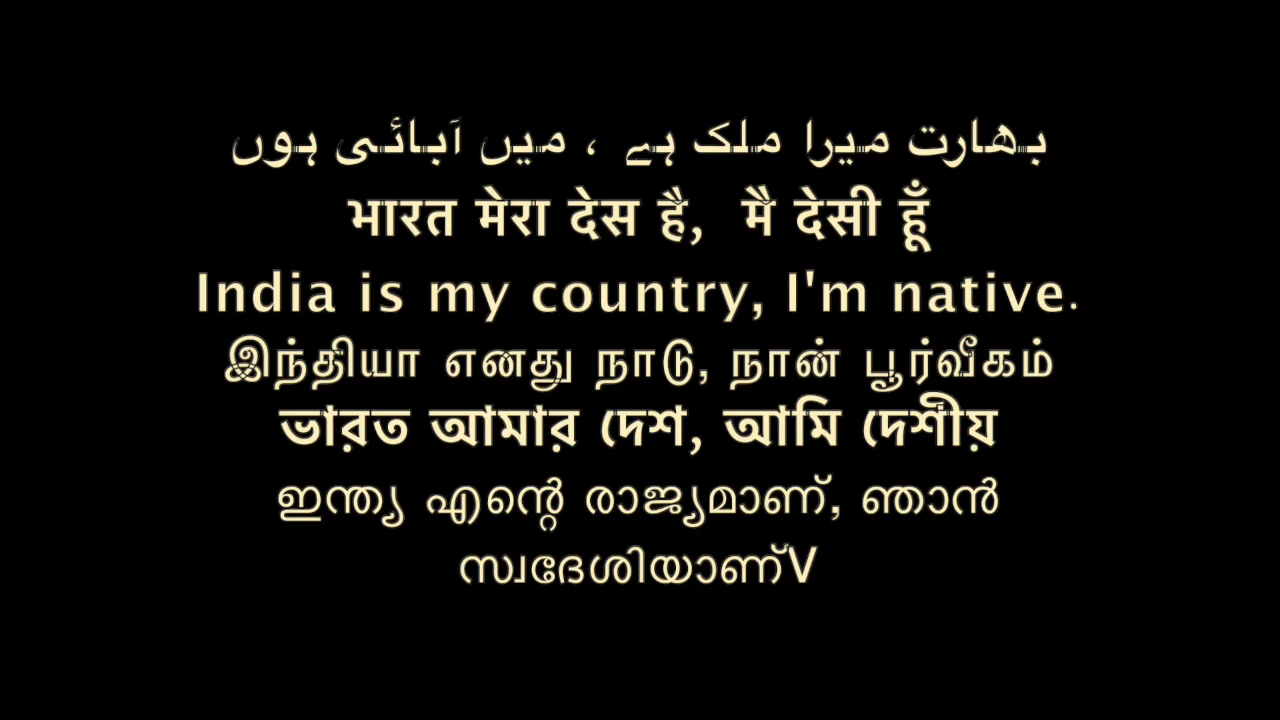 بھارت میرا ملک ہے ، میں آبائی ہوں
भारत मेरा देस है, मै देसी हूँ
India is my country, I'm native.
இந்தியா எனது நாடு, நான் பூர்வீகம்
ভারত আমার দেশ, আমি দেশীয়
ഇന്ത്യ എന്റെ രാജ്യമാണ്, ഞാൻ
സ്വദേശിയാണ്V